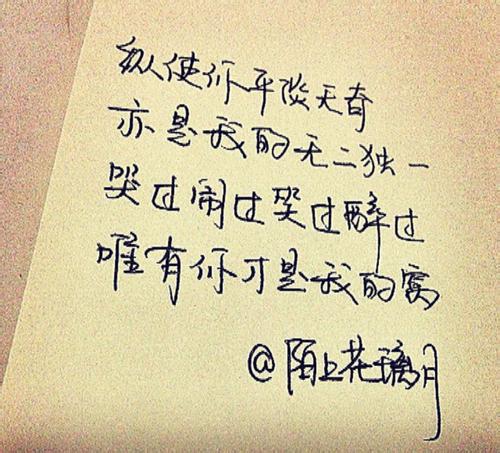 纵使你平淡无奇
亦是我的无二独一
哭过闹过笑过醉过
唯有你才是我的窝
@陌上花璃月